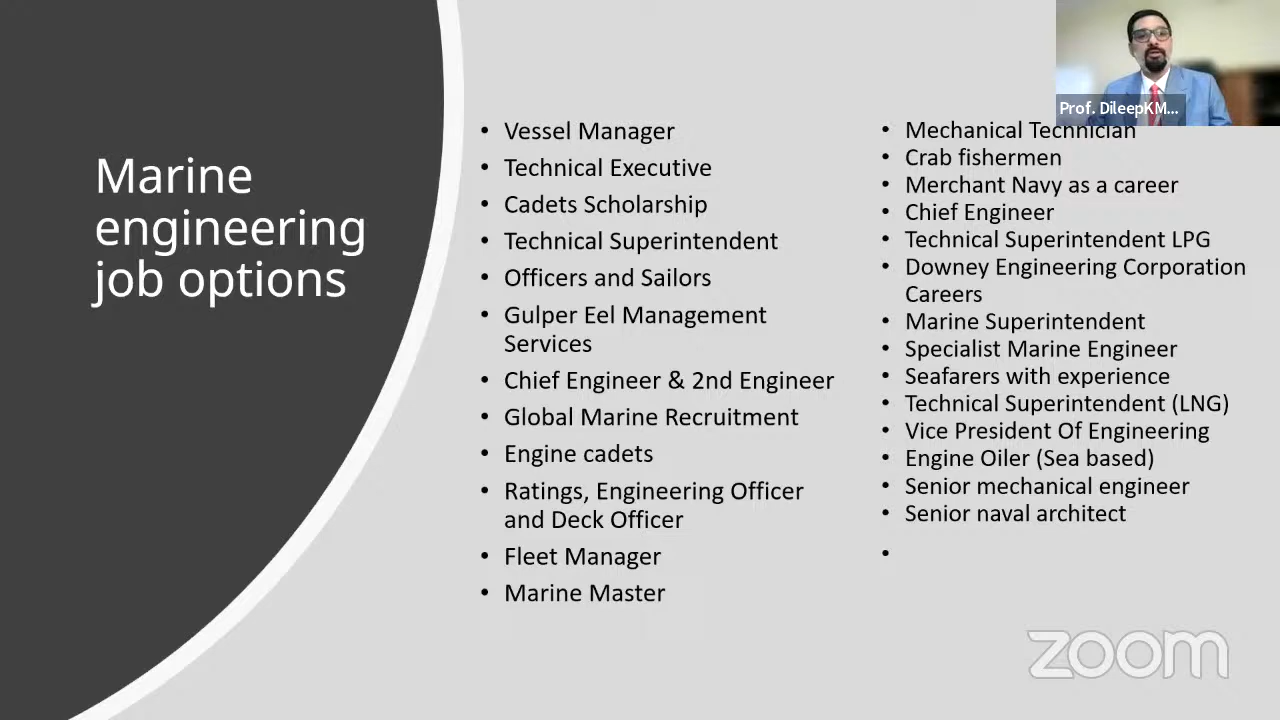 Marine
engineering
job options
• Vessel Manager
• Technical Executive
• Cadets Scholarship
• Technical Superintendent
• Officers and Sailors
• Gulper Eel Management
Services
• Chief Engineer & 2nd Engineer
• Global Marine Recruitment
• Engine cadets
• Ratings, Engineering Officer
and Deck Officer
• Fleet Manager
• Marine Master
• Mechanical Technician
• Crab fishermen
• Merchant Navy as a career
• Chief Engineer
• Technical Superintendent LPG
• Downey Engineering Corporation
Careers
• Marine Superintendent
• Specialist Marine Engineer
• Seafarers with experience
• Technical Superintendent (LNG)
• Vice President Of Engineering
• Engine Oiler (Sea based)
• Senior mechanical engineer
• Senior naval architect
•
Prof. DileepKM...
zoom